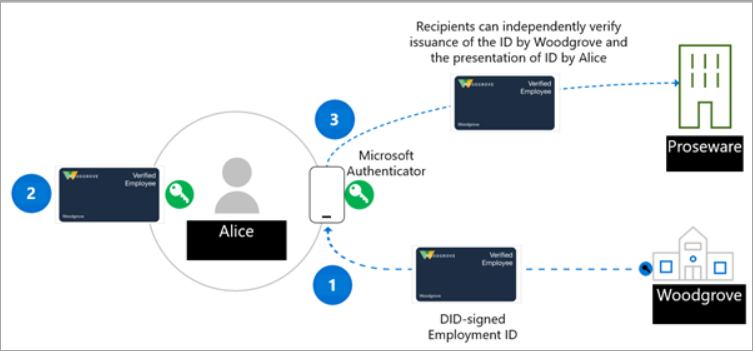 Recipients can independently verify
issuance of the ID by Woodgrove and
the presentation of ID by Alice
WOODGROVE
Verified
Employee
Woodgrove
Proseware
3
Microsoft
Authenticator
2
WOODGROVE
Verified
Employee
Woodgrove
Alice
1
WOODGROVE
Verified
Employee
Woodgrove
DID-signed
Employment ID
Woodgrove